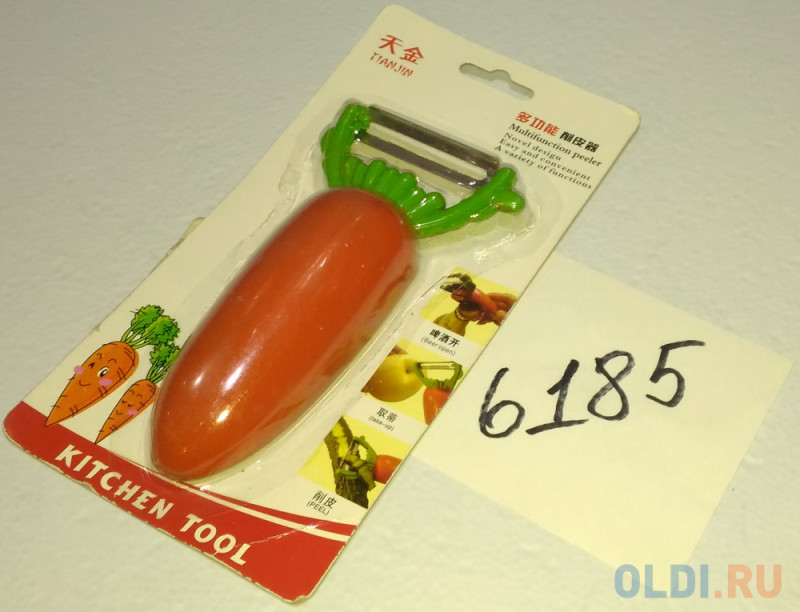 天金
TIANJIN
多功能 削皮器
Multifunction peeler
Novel design
Easy and convenient
A variety of functions
啤酒开
(Beer open)
取蒂
(take-up)
削皮
(PEEL)
KITCHEN TOOL
6185
OLDI.RU